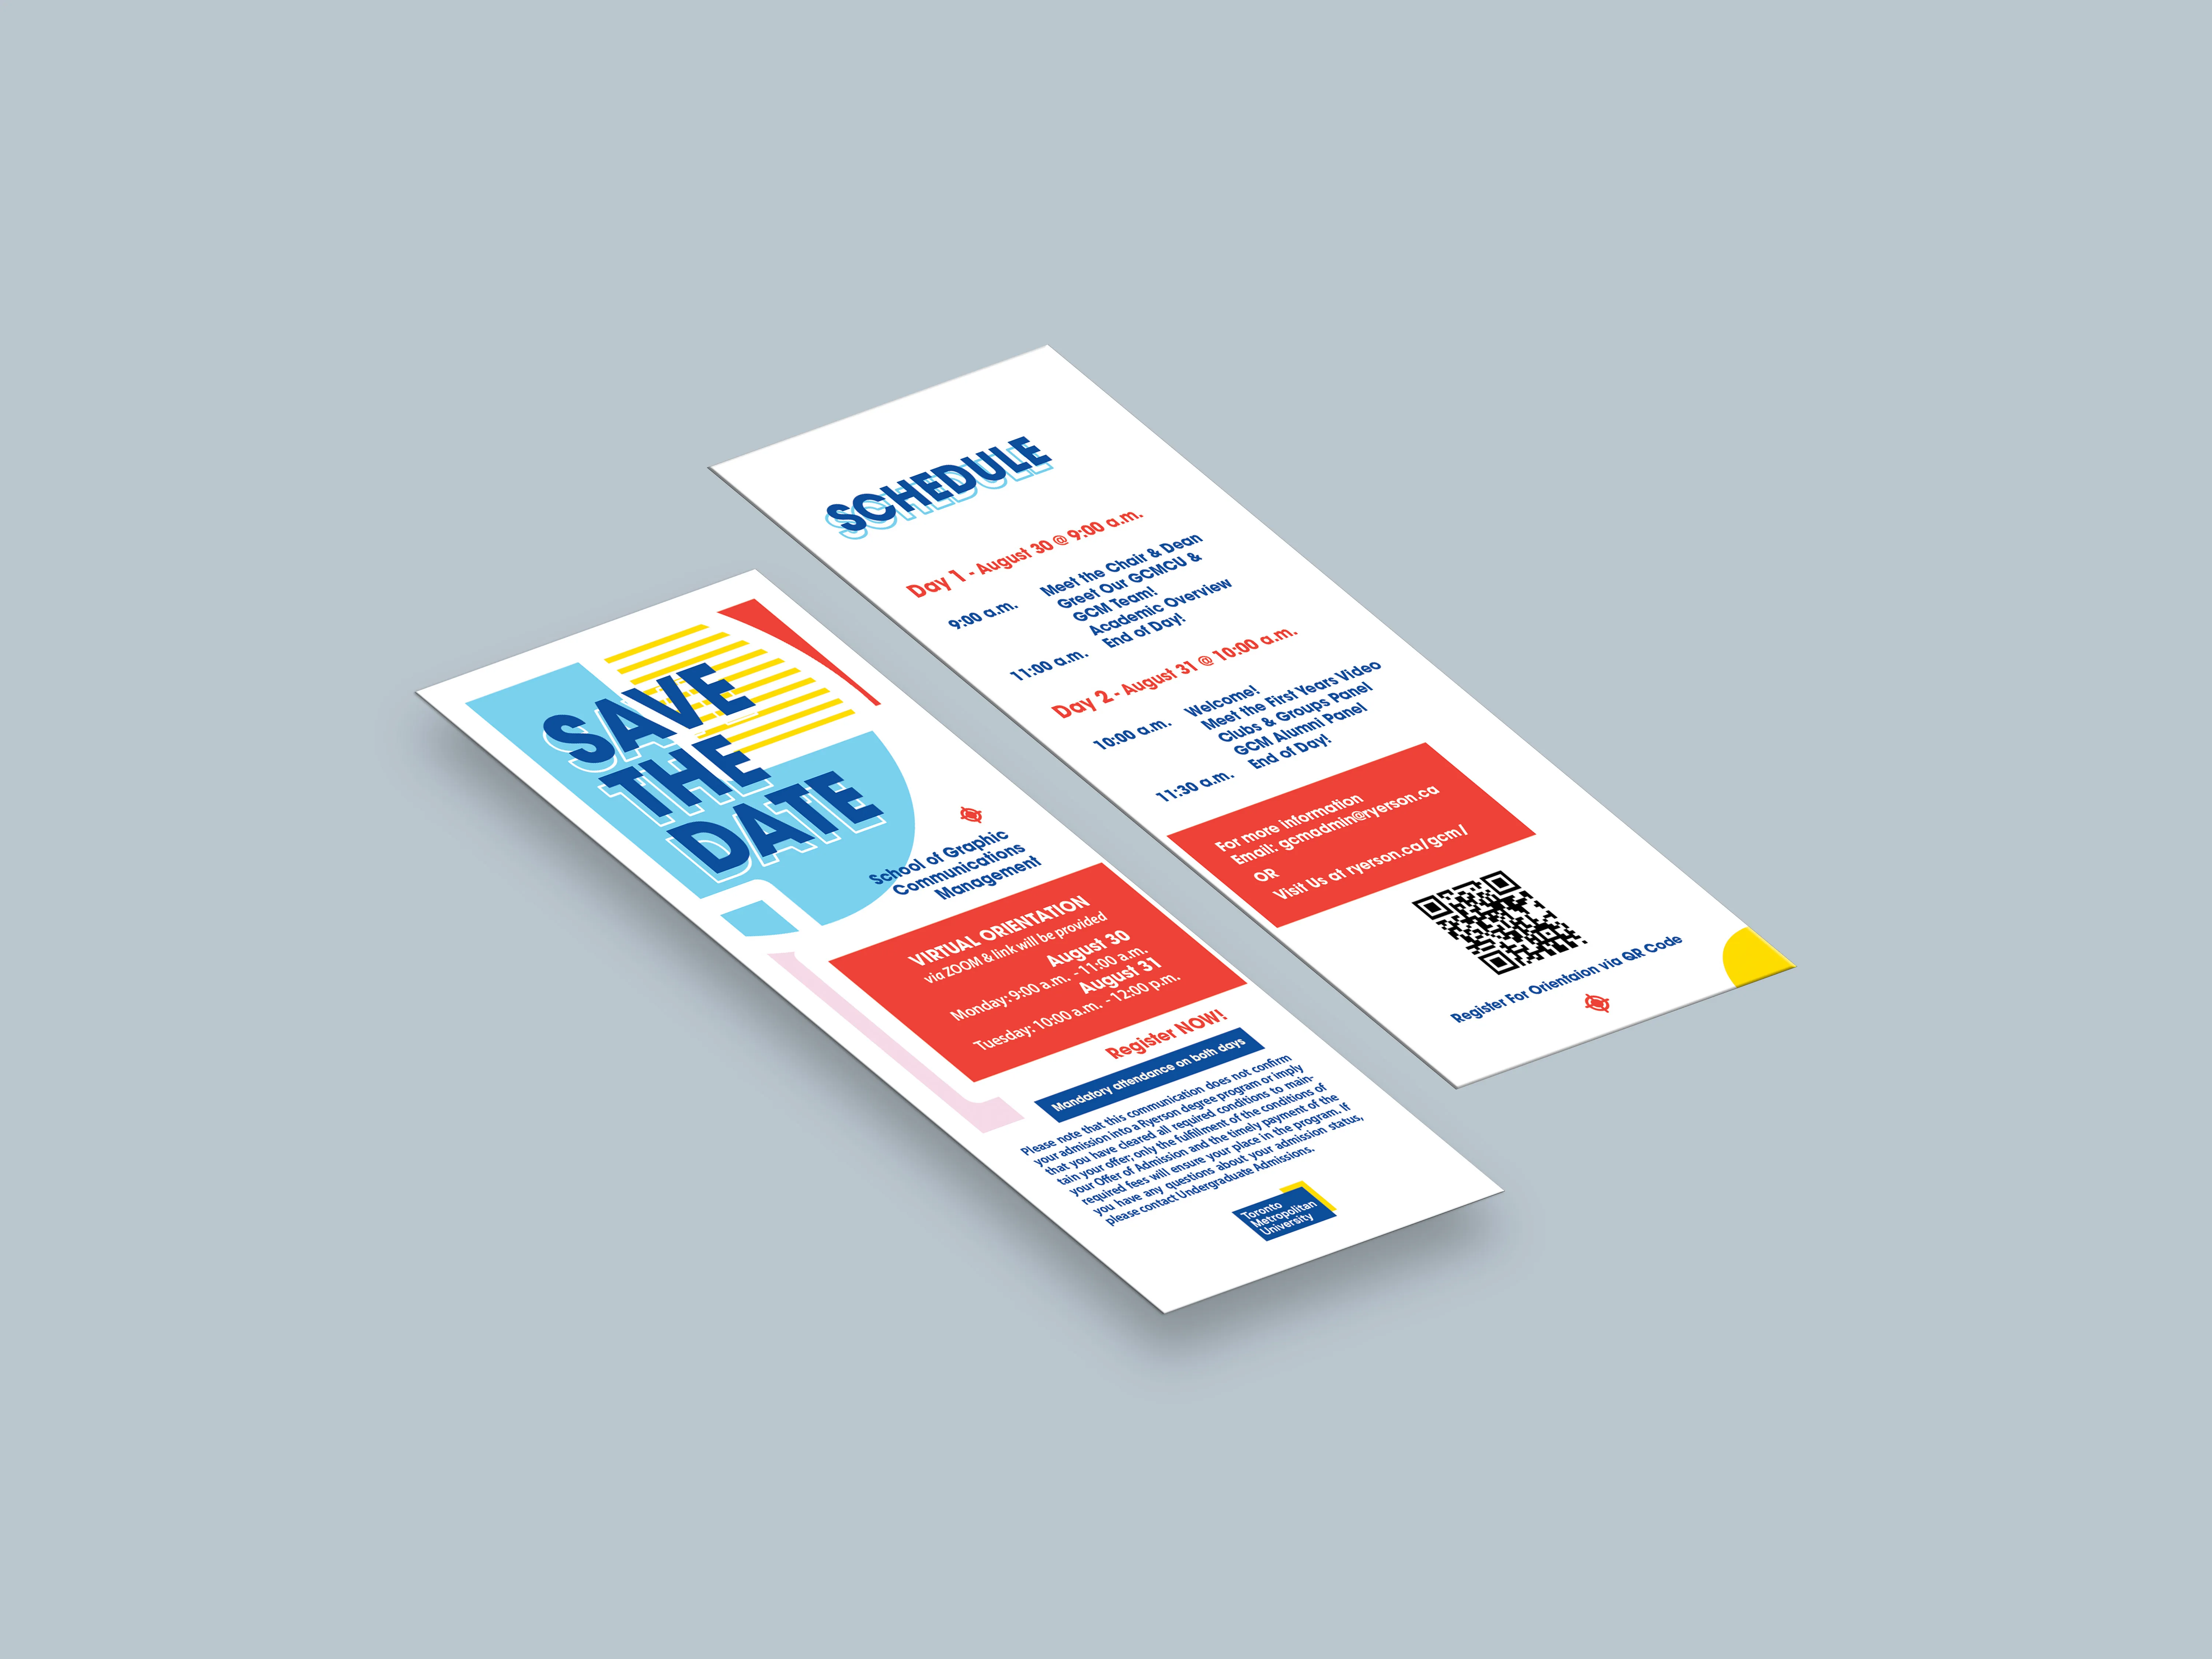 SAVE
THE
DATE
School of Graphic
Communications
Management
VIRTUAL ORIENTATION
via ZOOM & link will be provided
August 30
Monday: 9:00 a.m. - 11:00 a.m.
August 31
Tuesday: 10:00 a.m. - 12:00 p.m.
Register NOW!
Mandatory attendance on both days
Please note that this communication does not confirm
your admission into a Ryerson degree program or imply
that you have cleared all required conditions to main-
tain your offer; only the fulfillment of the conditions of
your Offer of Admission and the timely payment of the
required fees will ensure your place in the program. If
you have any questions about your admission status,
please contact Undergraduate Admissions.
Toronto
Metropolitan
University
SCHEDULE
Day 1 - August 30 @ 9:00 a.m.
9:00 a.m. Meet the Chair & Dean
Greet Our GCMCU &
GCM Team!
Academic Overview
11:00 a.m. End of Day!
Day 2 - August 31 @ 10:00 a.m.
10:00 a.m. Welcome!
Meet the First Years Video
Clubs & Groups Panel
GCM Alumni Panel
11:30 a.m. End of Day!
For more information
Email: gcmadmin@ryerson.ca
OR
Visit Us at ryerson.ca/gcm/
Register For Orientaion via QR Code